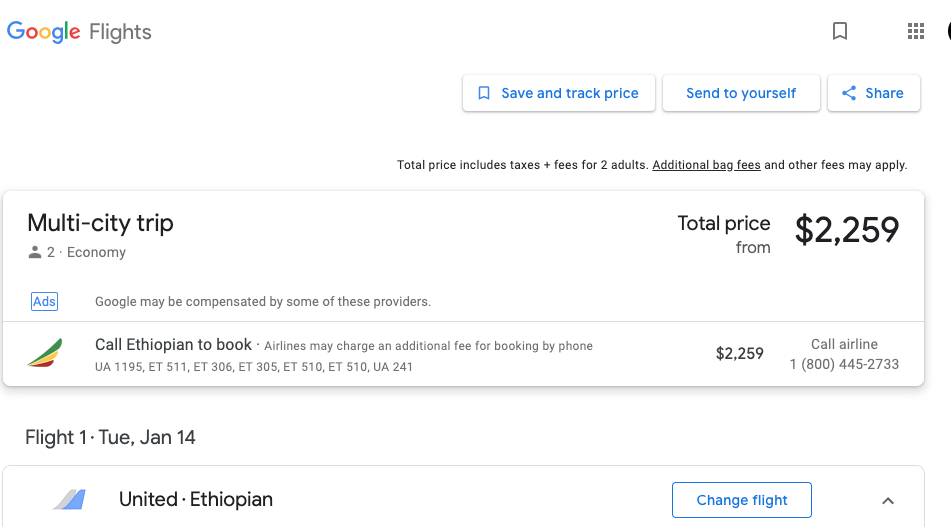 Google Flights
Save and track price
Send to yourself
Share
Total price includes taxes + fees for 2 adults. Additional bag fees and other fees may apply.
Multi-city trip
Total price
from
$2,259
2 · Economy
Ads
Google may be compensated by some of these providers.
Call Ethiopian to book · Airlines may charge an additional fee for booking by phone
UA 1195, ET 511, ET 306, ET 305, ET 510, ET 510, UA 241
$2,259
Call airline
1 (800) 445-2733
Flight 1 · Tue, Jan 14
United · Ethiopian
Change flight